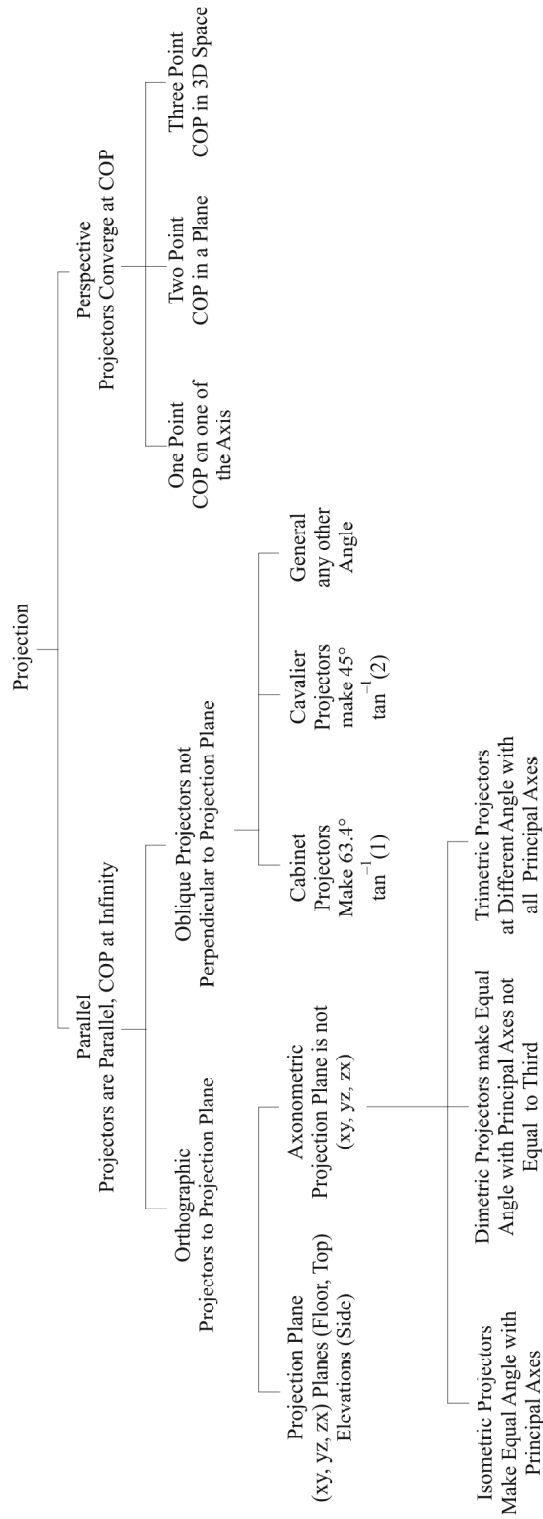 Projection
Parallel
Projectors are Parallel, COP at Infinity
Perspective
Projectors Converge at COP
Orthographic
Projectors to Projection Plane
Oblique Projectors not
Perpendicular to Projection Plane
One Point
COP on one of
the Axis
Two Point
COP in a Plane
Three Point
COP in 3D Space
Projection Plane
(xy, yz, zx) Planes (Floor, Top)
Elevations (Side)
Axonometric
Projection Plane is not
(xy, yz, zx)
Cabinet
Projectors
Make 63.4°
tan⁻¹(1)
Cavalier
Projectors
make 45°
tan⁻¹(2)
General
any other
Angle
Isometric Projectors
Make Equal Angle with
Principal Axes
Dimetric Projectors make Equal
Angle with Principal Axes not
Equal to Third
Trimetric Projectors
at Different Angle with
all Principal Axes